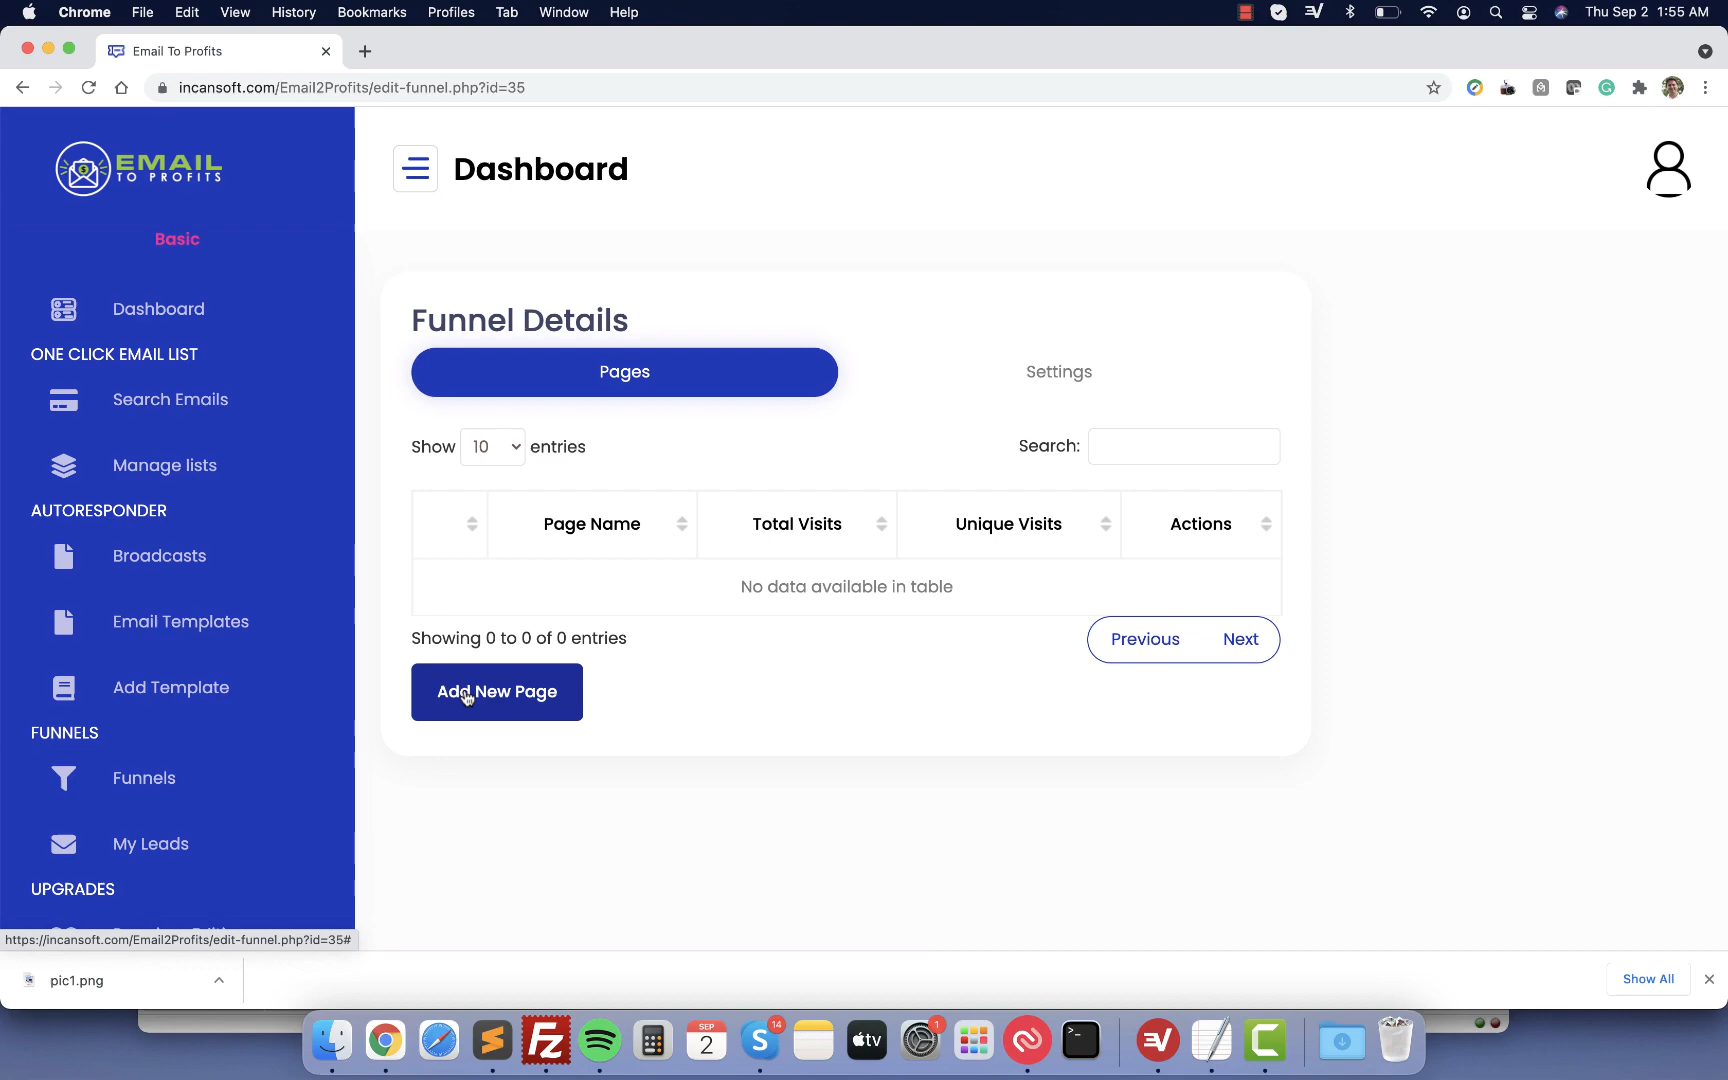 Chrome File Edit View History Bookmarks Profiles Tab Window Help
Thu Sep 2 1:55 AM
Email To Profits
incansoft.com/Email2Profits/edit-funnel.php?id=35
EMAIL
TO PROFITS
Dashboard
Basic
Dashboard
ONE CLICK EMAIL LIST
Search Emails
Manage lists
AUTORESPONDER
Broadcasts
Email Templates
Add Template
FUNNELS
Funnels
My Leads
UPGRADES
Funnel Details
Pages Settings
Show 10 entries
Search:
Page Name Total Visits Unique Visits Actions
No data available in table
Showing 0 to 0 of 0 entries
Previous Next
Add New Page
https://incansoft.com/Email2Profits/edit-funnel.php?id=35#
pic1.png
Show All
SEP
2
14
tv
1